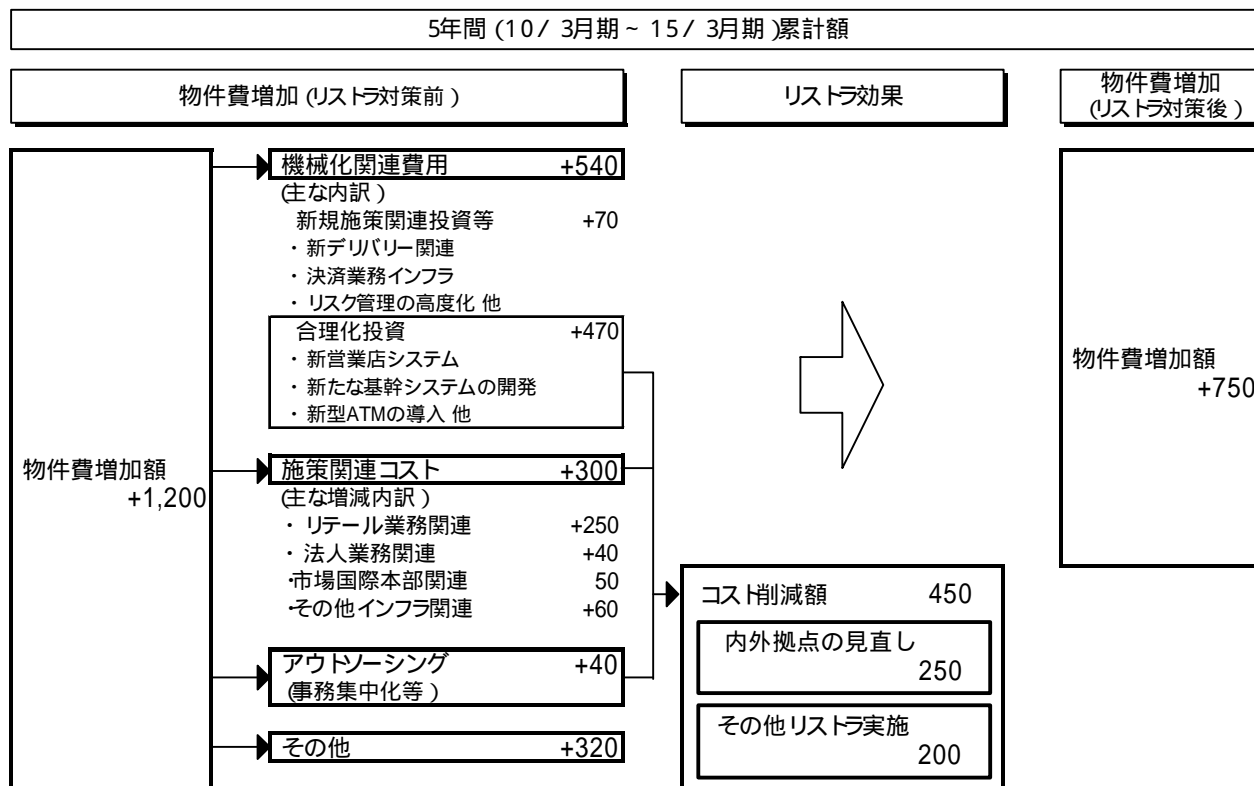 5年間(10/3月期~15/3月期)累計額
物件費増加(リストラ対策前)
リストラ効果
物件費増加
(リストラ対策後)
物件費増加額
+1,200
機械化関連費用 +540
(主な内訳)
新規施策関連投資等 +70
・新デリバリー関連
・決済業務インフラ
・リスク管理の高度化 他
合理化投資 +470
・新営業店システム
・新たな基幹システムの開発
・新型ATMの導入 他
施策関連コスト +300
(主な増減内訳)
・リテール業務関連 +250
・法人業務関連 +40
・市場国際本部関連 50
・その他インフラ関連 +60
アウトソーシング +40
(事務集中化等)
その他 +320
コスト削減額 450
内外拠点の見直し
250
その他リストラ実施
200
物件費増加額
+750